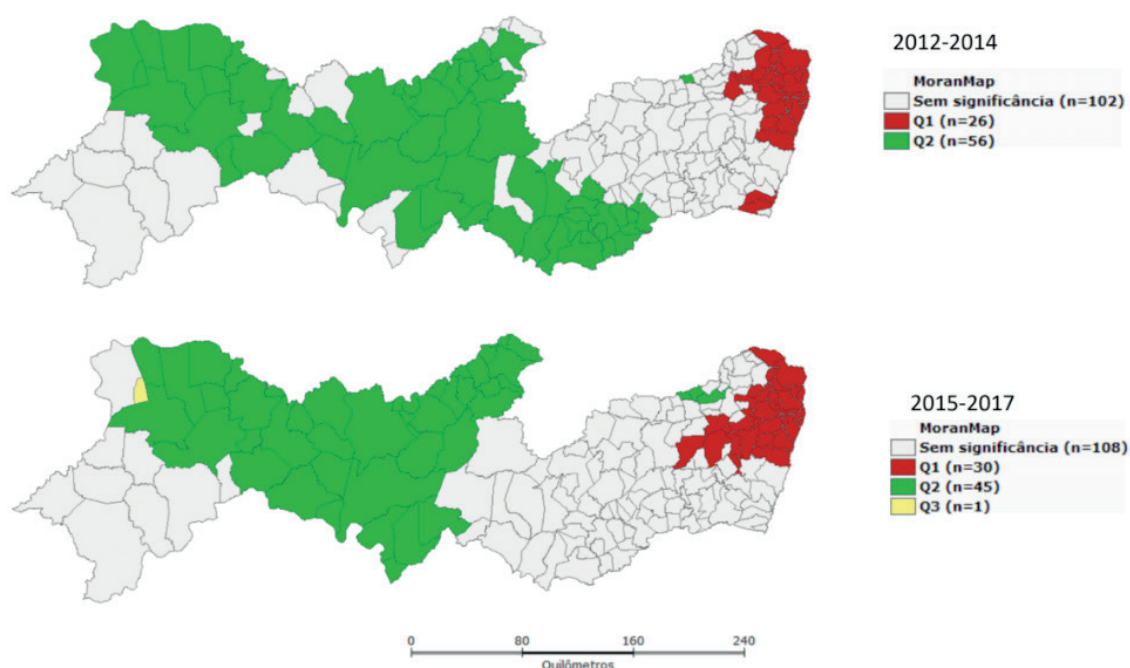 2012-2014
MoranMap
Sem significância (n=102)
Q1 (n=26)
Q2 (n=56)
2015-2017
MoranMap
Sem significância (n=108)
Q1 (n=30)
Q2 (n=45)
Q3 (n=1)
0 80 160 240
Quilômetros